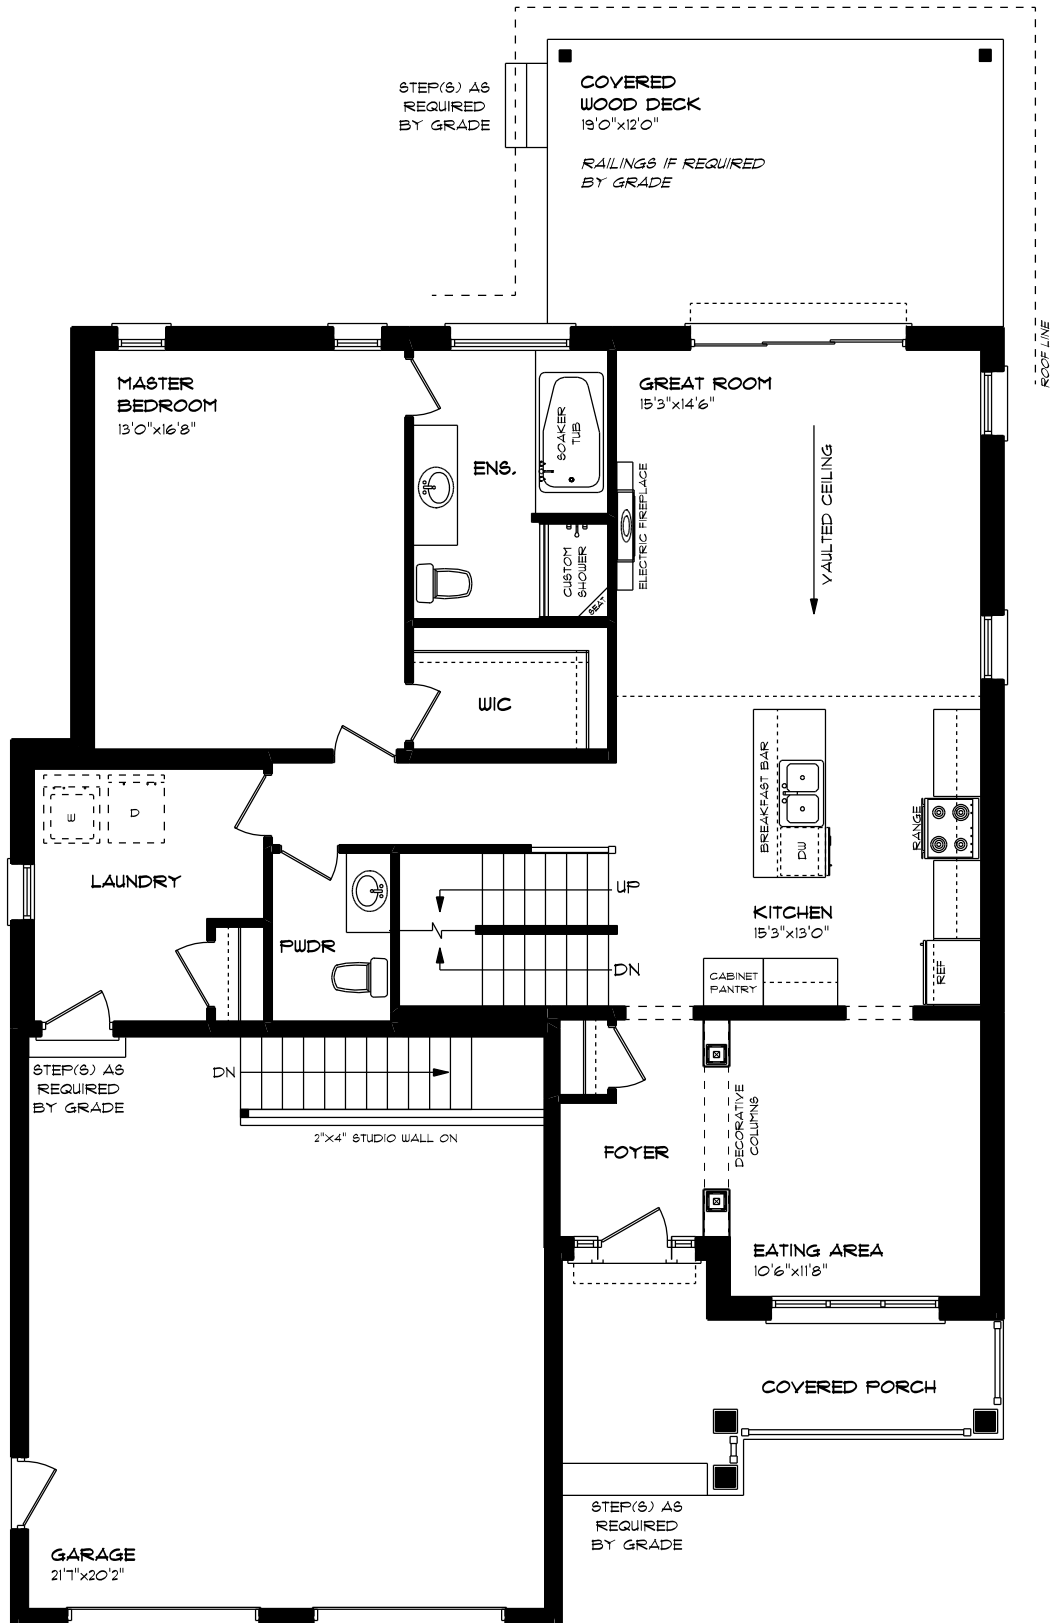 STEP(S) AS
REQUIRED
BY GRADE
COVERED
WOOD DECK
19'0"x12'0"
RAILINGS IF REQUIRED
BY GRADE
ROOF LINE
MASTER
BEDROOM
13'0"x16'8"
ENS.
SOAKER
TUB
CUSTOM
SHOWER
SEAT
ELECTRIC FIREPLACE
GREAT ROOM
15'3"x14'6"
VAULTED CEILING
WIC
W
D
LAUNDRY
PWDR
UP
DN
BREAKFAST BAR
DW
RANGE
KITCHEN
15'3"x13'0"
CABINET
PANTRY
REF
STEP(S) AS
REQUIRED
BY GRADE
DN
2"x4" STUDIO WALL ON
FOYER
DECORATIVE
COLUMNS
EATING AREA
10'6"x11'8"
COVERED PORCH
STEP(S) AS
REQUIRED
BY GRADE
GARAGE
21'7"x20'2"